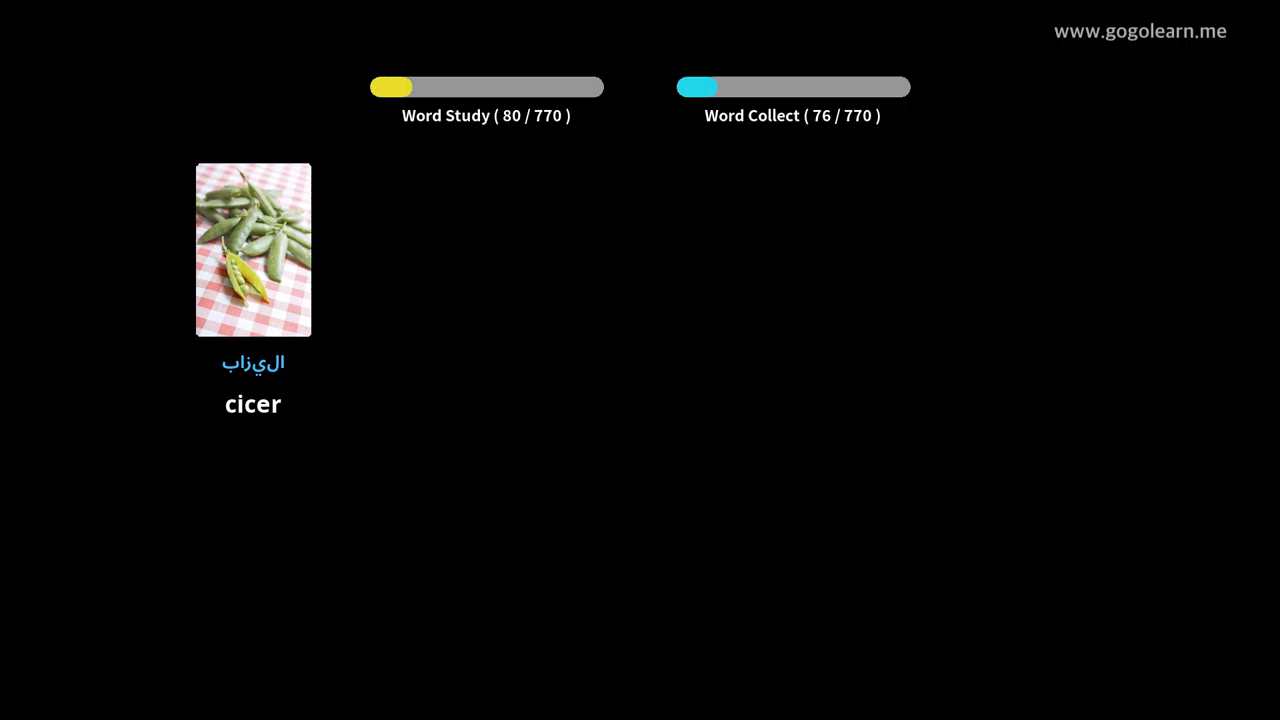 www.gogolearn.me
Word Study ( 80 / 770 )
Word Collect ( 76 / 770 )
اليزاب
cicer